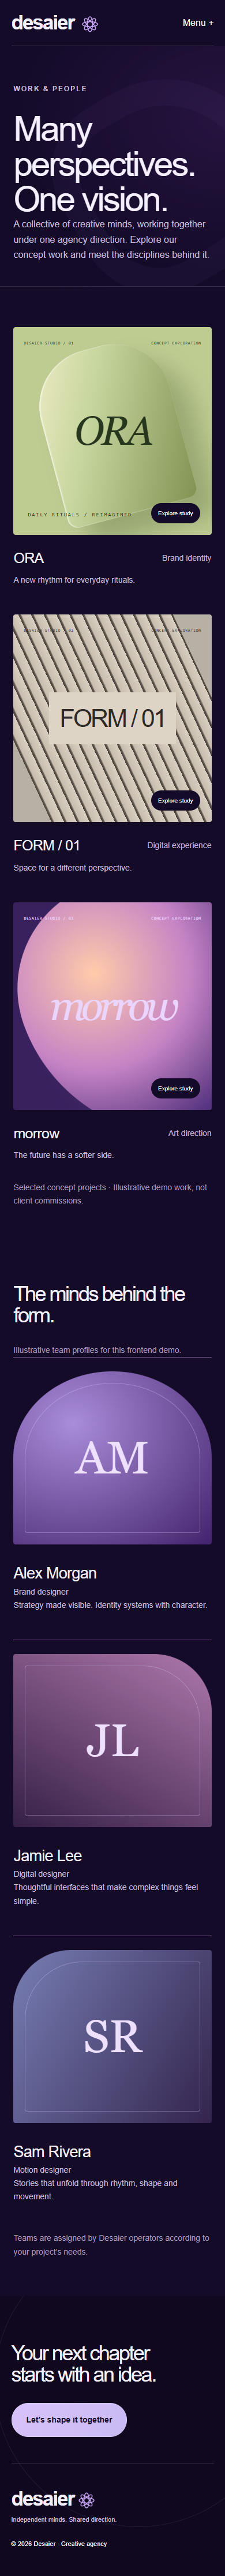 desaier
Menu +
WORK & PEOPLE
Many
perspectives.
One vision.
A collective of creative minds, working together
under one agency direction. Explore our
concept work and meet the disciplines behind it.
DESAIER STUDIO / 01
CONCEPT EXPLORATION
ORA
DAILY RITUALS / REIMAGINED
Explore study
ORA
Brand identity
A new rhythm for everyday rituals.
CONCEPT EXPLORATION
FORM / 01
Explore study
FORM / 01
Digital experience
Space for a different perspective.
CONCEPT EXPLORATION
morrow
Explore study
morrow
Art direction
The future has a softer side.
Selected concept projects · Illustrative demo work, not
client commissions.
The minds behind the
form.
Illustrative team profiles for this frontend demo.
AM
Alex Morgan
Brand designer
Strategy made visible. Identity systems with character.
JL
Jamie Lee
Digital designer
Thoughtful interfaces that make complex things feel
simple.
SR
Sam Rivera
Motion designer
Stories that unfold through rhythm, shape and
movement.
Teams are assigned by Desaier operators according to
your project's needs.
Your next chapter
starts with an idea.
Let's shape it together
desaier
Independent minds. Shared direction.
© 2026 Desaier · Creative agency